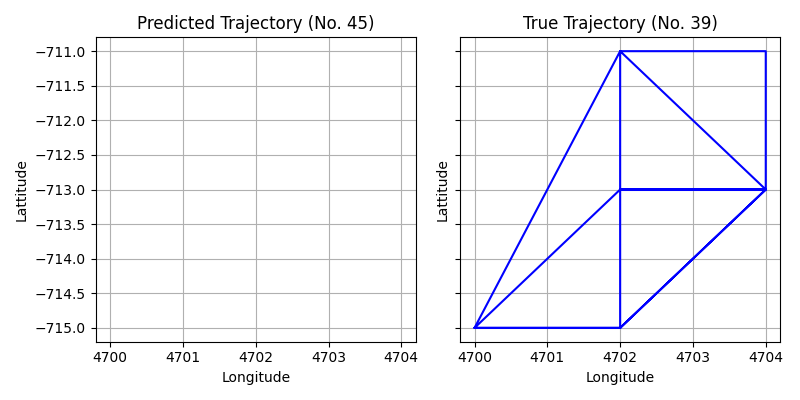 Predicted Trajectory (No. 45)
True Trajectory (No. 39)
Lattitude
−711.0
−711.5
−712.0
−712.5
−713.0
−713.5
−714.0
−714.5
−715.0
4700 4701 4702 4703 4704
Longitude
Lattitude
4700 4701 4702 4703 4704
Longitude